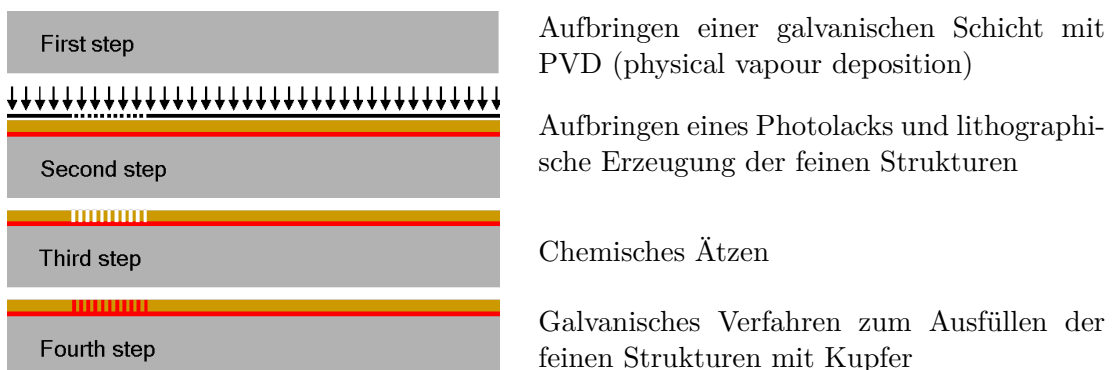 First step
Aufbringen einer galvanischen Schicht mit
PVD (physical vapour deposition)
Second step
Aufbringen eines Photolacks und lithographi-
sche Erzeugung der feinen Strukturen
Third step
Chemisches Ätzen
Fourth step
Galvanisches Verfahren zum Ausfüllen der
feinen Strukturen mit Kupfer